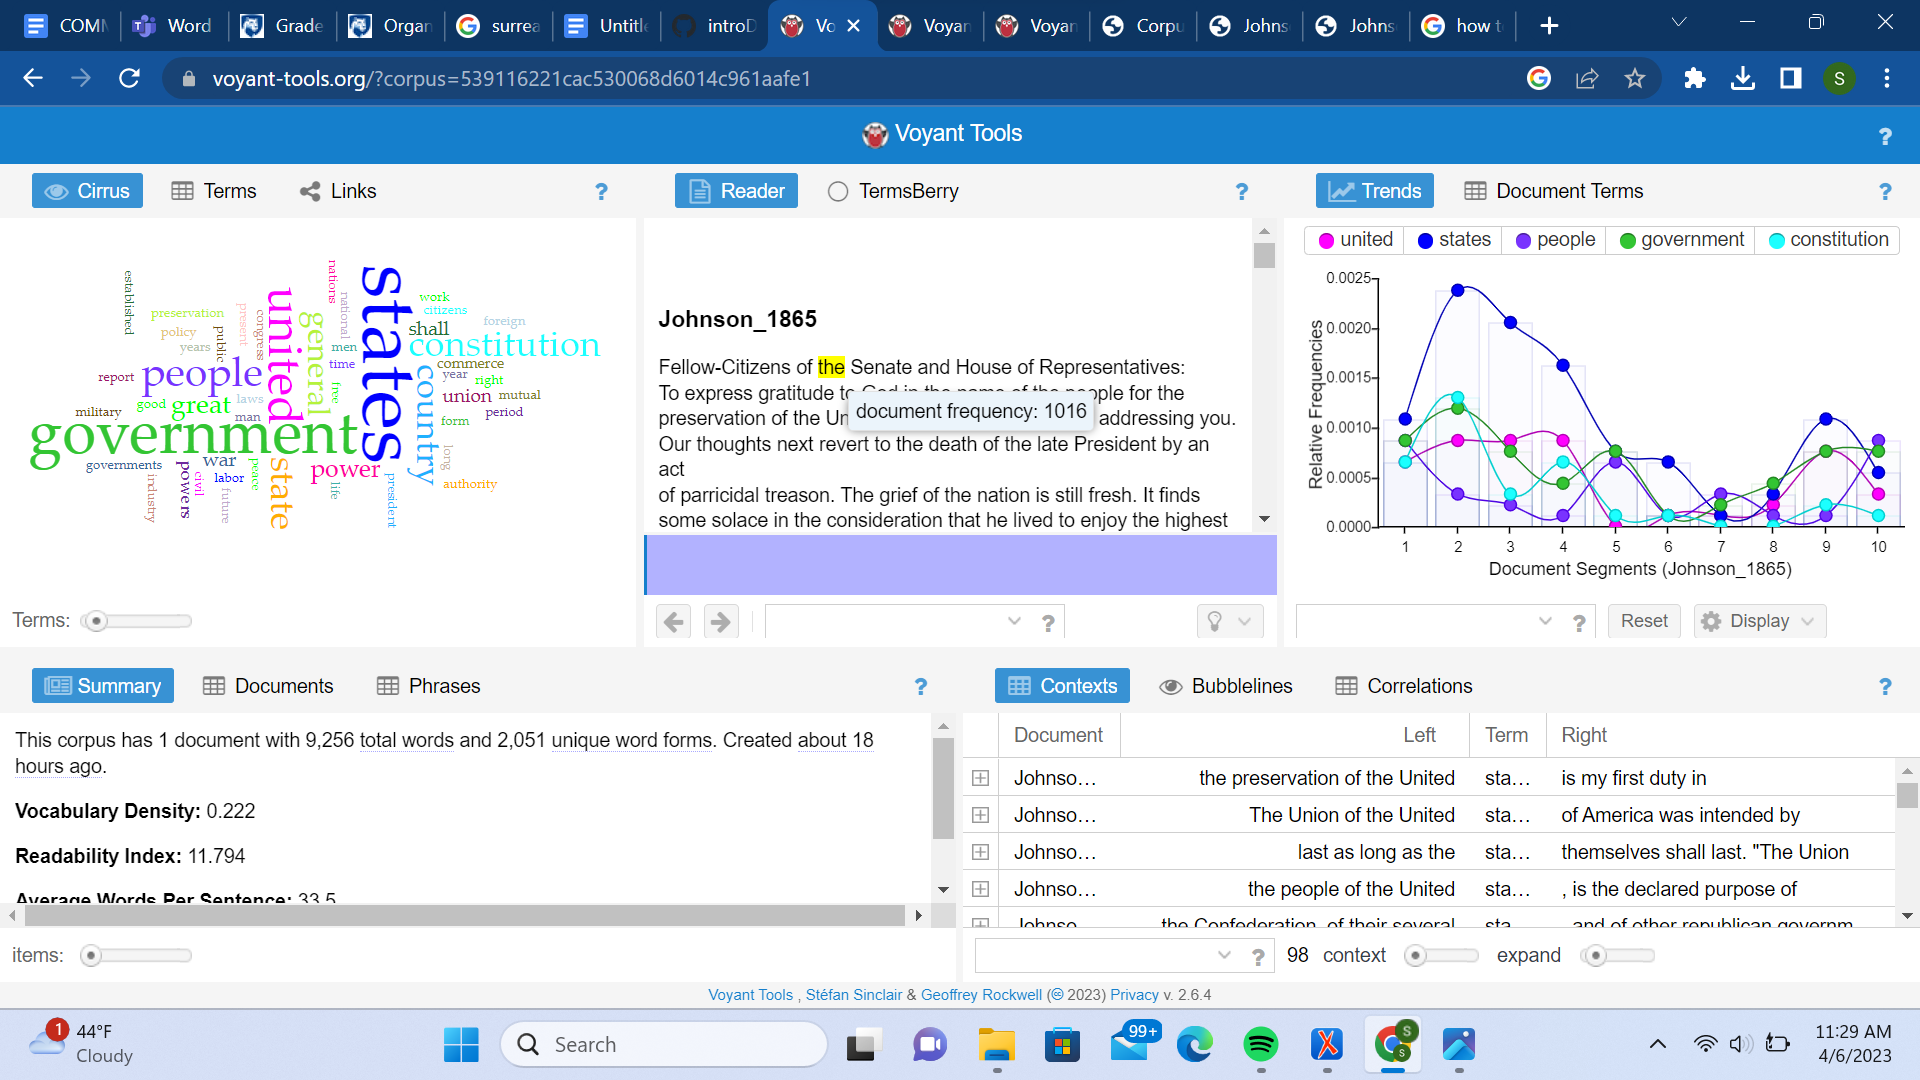 COMM
Word
Grade
Organ
surrea
Untitle
introD
Vo
Voyan
Voyan
Corpu
Johns
Johns
how t
voyant-tools.org/?corpus=539116221cac530068d6014c961aafe1
S
Voyant Tools
?
Cirrus
Terms
Links
?
Reader
TermsBerry
?
Trends
Document Terms
?
established
nations
national
work
citizens
preservation
present
congress
united
general
states
shall
foreign
policy
public
years
men
constitution
time
commerce
report
people
free
country
year
right
laws
union
mutual
good
great
man
military
form
period
government
long
governments
powers
war
labor
peace
state
power
civil
life
president
authority
industry
future
Terms:
Johnson_1865
Fellow-Citizens of the Senate and House of Representatives:
To express gratitude to God in the name of the people for the
preservation of the Un
document frequency: 1016
addressing you.
Our thoughts next revert to the death of the late President by an
act
of parricidal treason. The grief of the nation is still fresh. It finds
some solace in the consideration that he lived to enjoy the highest
?
united
states
people
government
constitution
Relative Frequencies
0.0025
0.0020
0.0015
0.0010
0.0005
0.0000
1 2 3 4 5 6 7 8 9 10
Document Segments (Johnson_1865)
?
Reset
Display
Summary
Documents
Phrases
?
This corpus has 1 document with 9,256 total words and 2,051 unique word forms. Created about 18
hours ago.
Vocabulary Density: 0.222
Readability Index: 11.794
Average Words Per Sentence: 33.5
items:
Contexts
Bubblelines
Correlations
?
Document Left Term Right
Johnso... the preservation of the United sta... is my first duty in
Johnso... The Union of the United sta... of America was intended by
Johnso... last as long as the sta... themselves shall last. "The Union
Johnso... the people of the United sta... , is the declared purpose of
Johnso... the Confederation, of their several sta... and of other republican governm...
? 98 context expand
Voyant Tools , Stéfan Sinclair & Geoffrey Rockwell (© 2023) Privacy v. 2.6.4
1
44°F
Cloudy
Search
99+
S
S
11:29 AM
4/6/2023